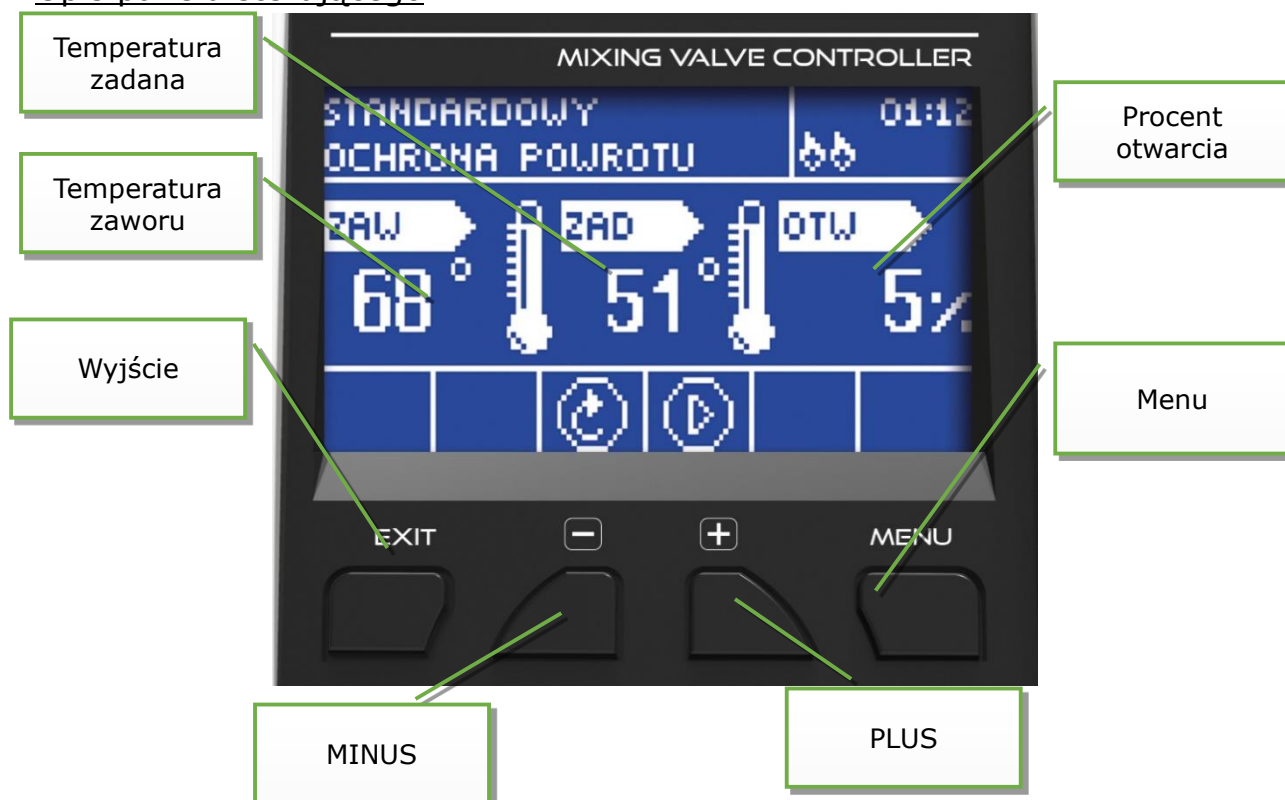 Temperatura
zadana
MIXING VALVE CONTROLLER
STANDARDOWY
01:12
OCHRONA POWROTU
Procent
otwarcia
Temperatura
zaworu
ZAW
ZAD
OTW
68°
51°
5%
Wyjście
Menu
EXIT
-
+
MENU
MINUS
PLUS